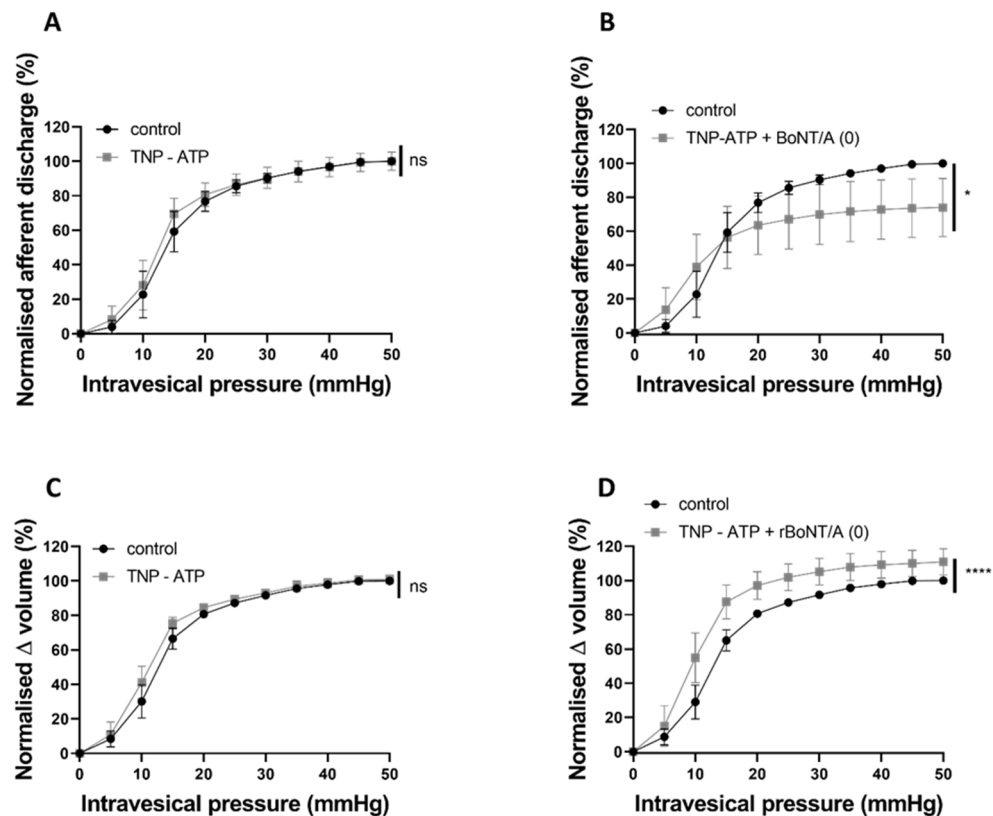 A
Normalised afferent discharge (%)
control
TNP - ATP
120
100
80
60
40
20
0
ns
0 10 20 30 40 50
Intravesical pressure (mmHg)
B
Normalised afferent discharge (%)
control
TNP-ATP + BoNT/A (0)
120
100
80
60
40
20
0
*
0 10 20 30 40 50
Intravesical pressure (mmHg)
C
Normalised Δ volume (%)
control
TNP - ATP
120
100
80
60
40
20
0
ns
0 10 20 30 40 50
Intravesical pressure (mmHg)
D
Normalised Δ volume (%)
control
TNP - ATP + rBoNT/A (0)
120
100
80
60
40
20
0
****
0 10 20 30 40 50
Intravesical pressure (mmHg)